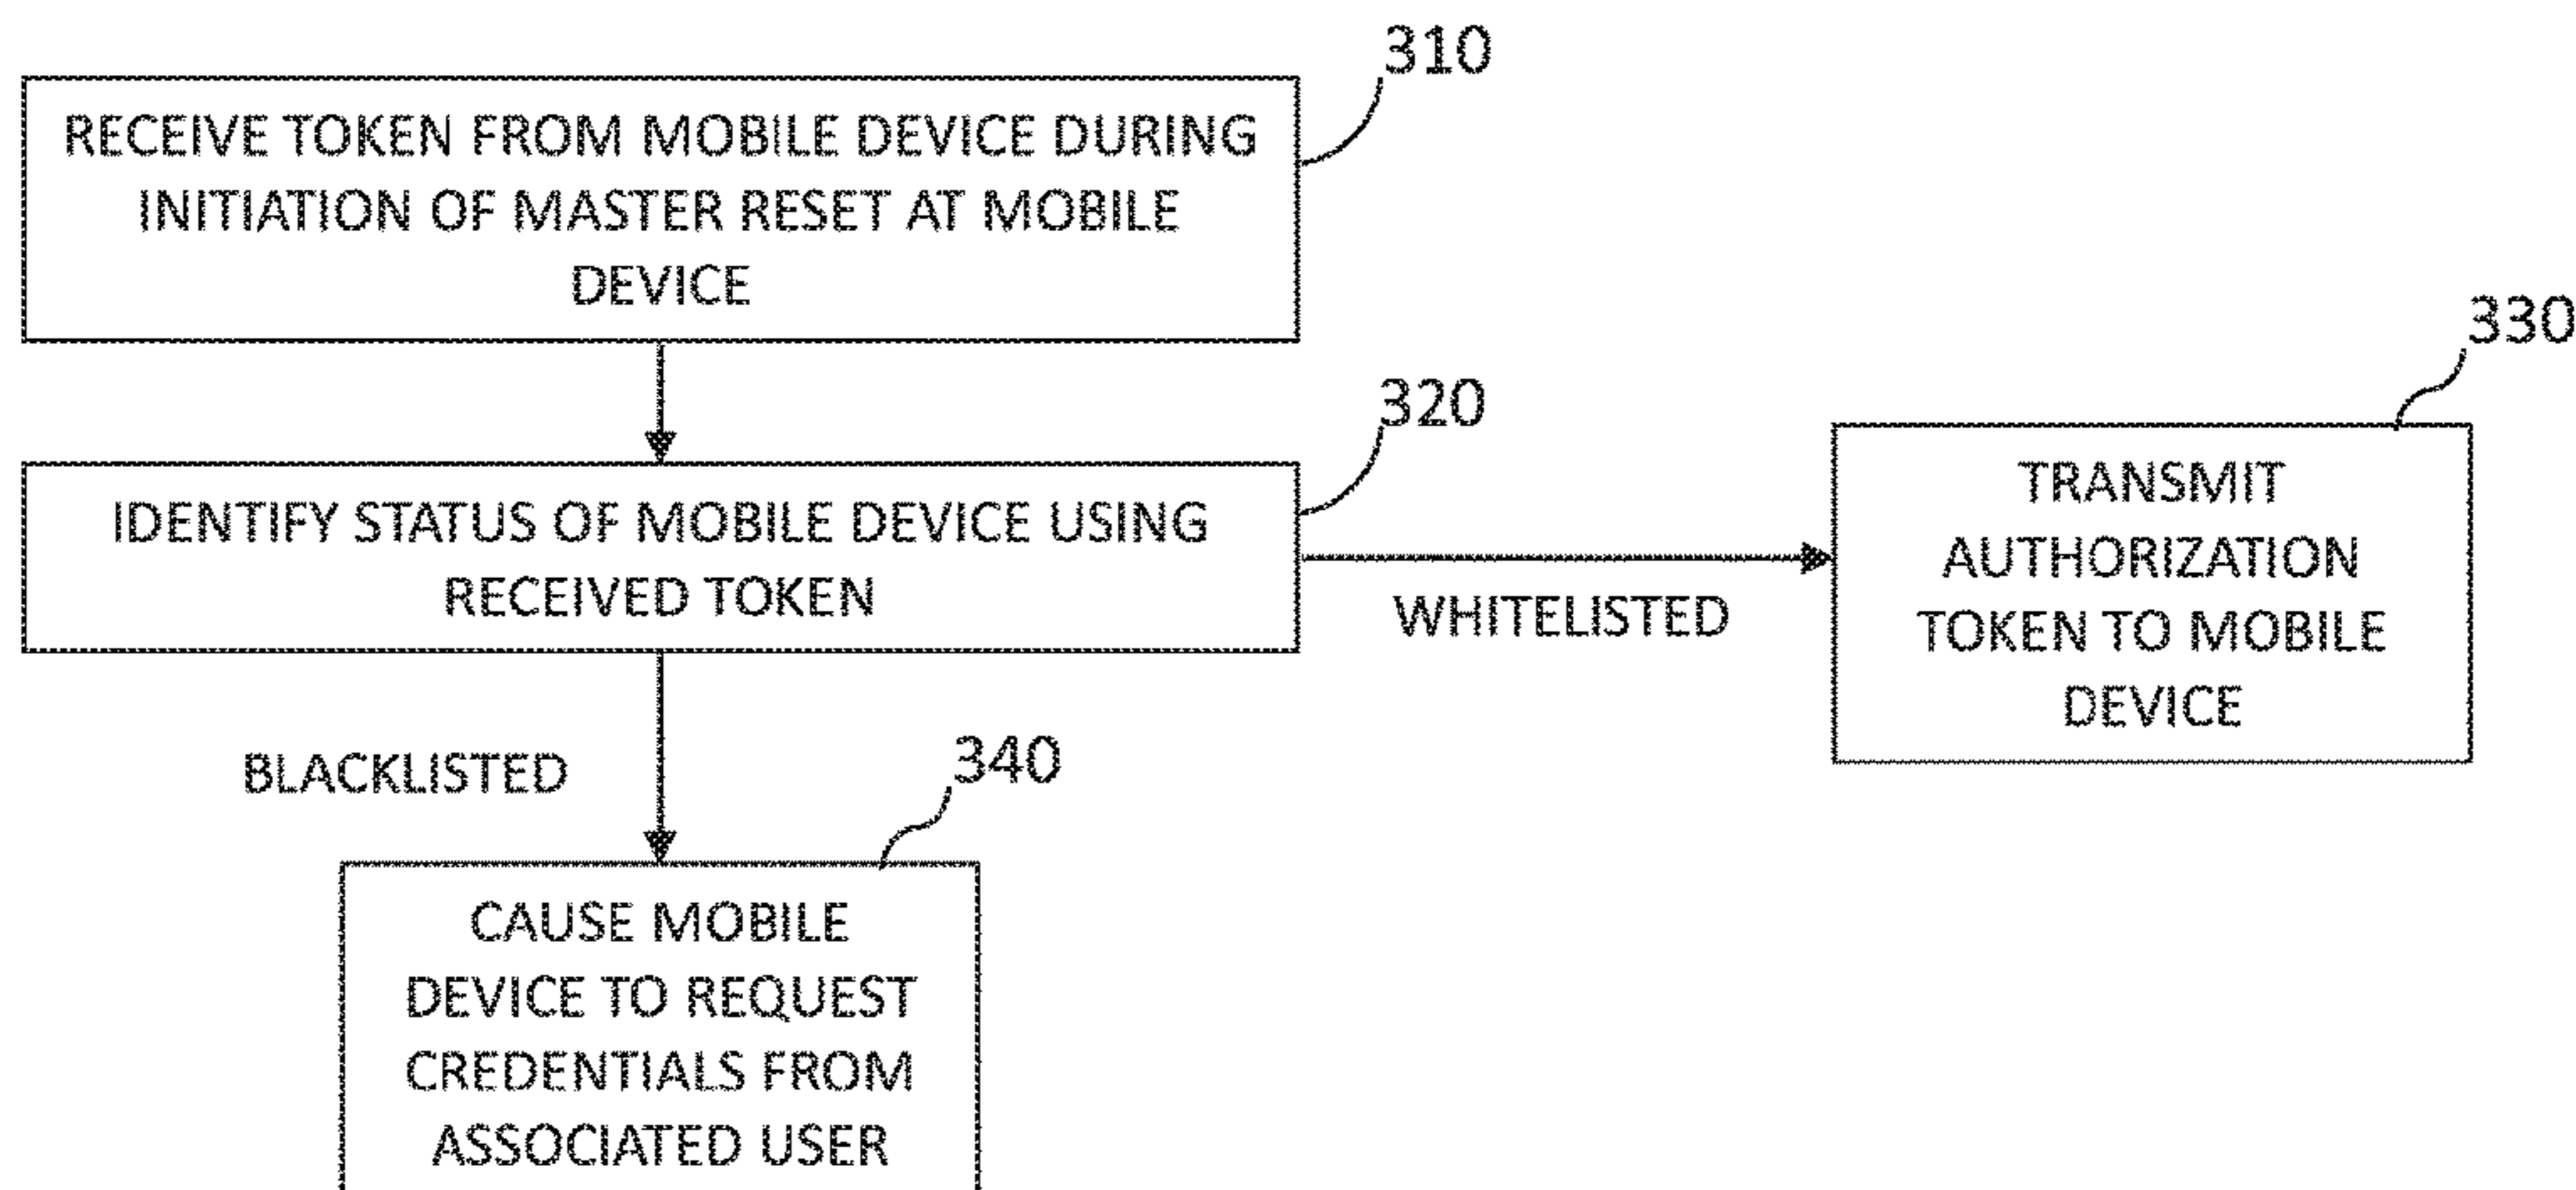 310
RECEIVE TOKEN FROM MOBILE DEVICE DURING
INITIATION OF MASTER RESET AT MOBILE
DEVICE
320
IDENTIFY STATUS OF MOBILE DEVICE USING
RECEIVED TOKEN
WHITELISTED
330
TRANSMIT
AUTHORIZATION
TOKEN TO MOBILE
DEVICE
BLACKLISTED
340
CAUSE MOBILE
DEVICE TO REQUEST
CREDENTIALS FROM
ASSOCIATED USER